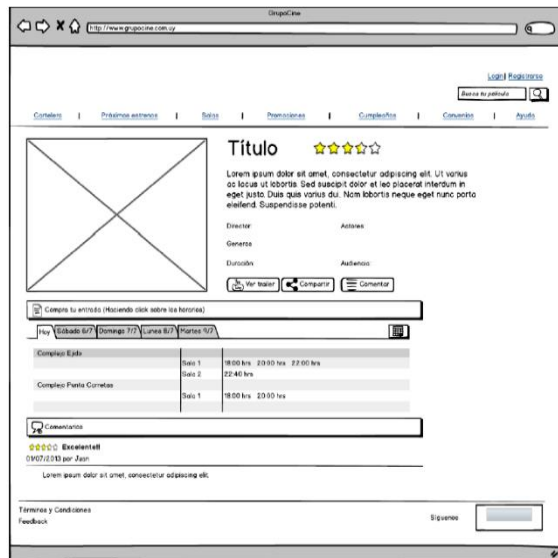 GrupoCine
http://www.grupocine.com.uy
Login| Registrarse
Busca tu película
Cartelera | Próximos estrenos | Salas | Promociones | Cumpleaños | Convenios | Ayuda
Título
Lorem ipsum dolor sit amet, consectetur adipiscing elit. Ut varius
ac lacus ut lobortis. Sed suscipit dolor et leo placerat interdum in
eget justo. Duis quis varius dui. Nam lobortis neque eget nunc porta
eleifend. Suspendisse potenti.
Director Actores
Generos
Duración Audiencia
Ver trailer Compartir Comentar
Compra tu entrada (Haciendo click sobre los horarios)
Hoy Sábado 6/7 Domingo 7/7 Lunes 8/7 Martes 9/7
Complejo Ejido
Sala 1 18:00 hrs 20:00 hrs 22:00 hrs
Sala 2 22:40 hrs
Complejo Punta Carretas
Sala 1 18:00 hrs 20:00 hrs
Comentarios
Excelente!!
01/07/2013 por Juan
Lorem ipsum dolor sit amet, consectetur adipiscing elit.
Términos y Condiciones
Feedback
Síguenos